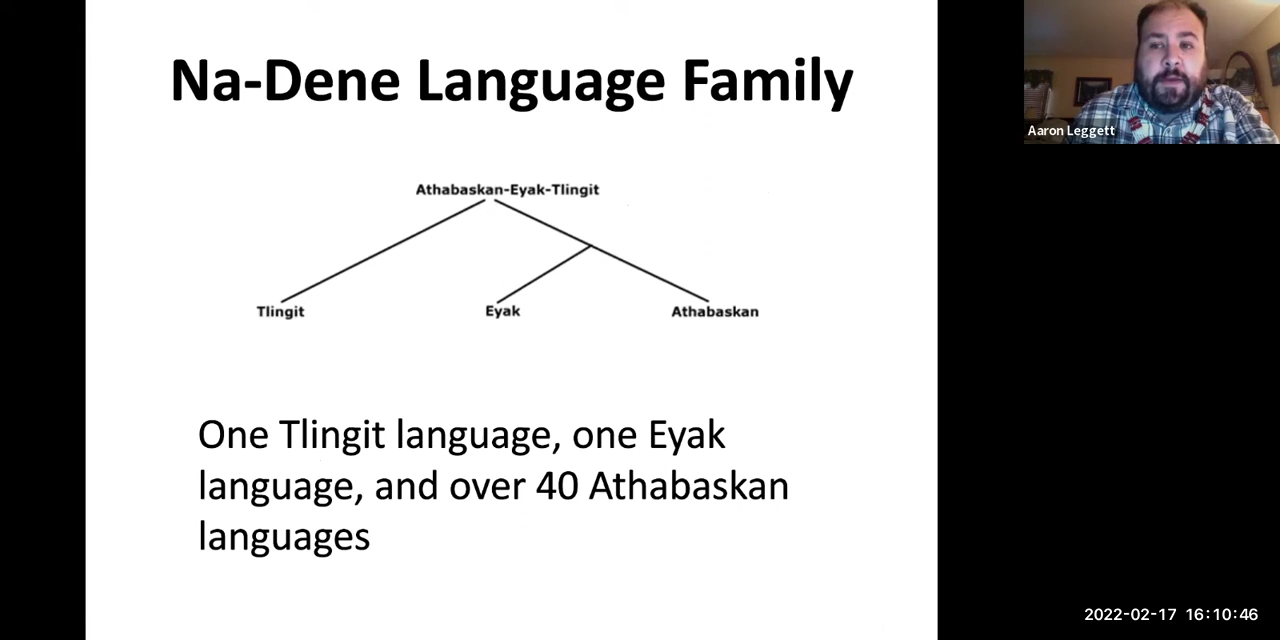 Na-Dene Language Family
Aaron Leggett
Athabaskan-Eyak-Tlingit
Tlingit
Eyak
Athabaskan
One Tlingit language, one Eyak
language, and over 40 Athabaskan
languages
2022-02-17 16:10:46